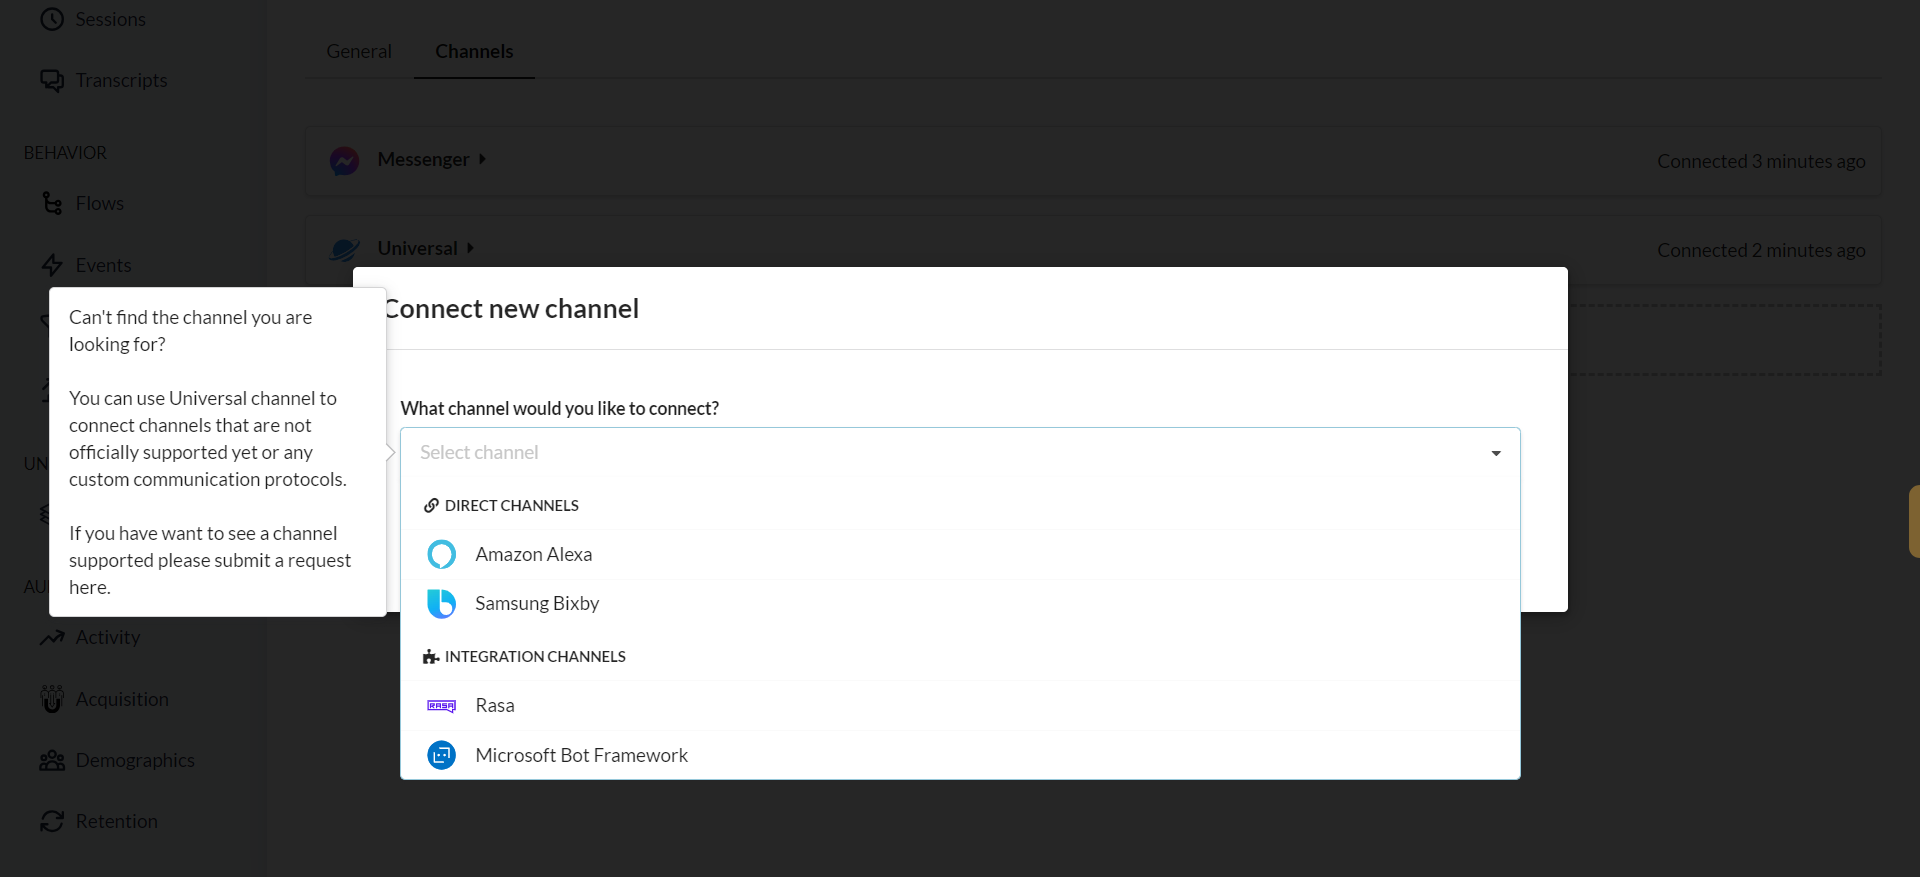 Sessions
Transcripts
BEHAVIOR
Flows
Events
UN
AU
Activity
Acquisition
Demographics
Retention
General
Channels
Messenger
Connected 3 minutes ago
Universal
Connected 2 minutes ago
Can't find the channel you are
looking for?
You can use Universal channel to
connect channels that are not
officially supported yet or any
custom communication protocols.
If you have want to see a channel
supported please submit a request
here.
Connect new channel
What channel would you like to connect?
Select channel
DIRECT CHANNELS
Amazon Alexa
Samsung Bixby
INTEGRATION CHANNELS
RASA Rasa
Microsoft Bot Framework